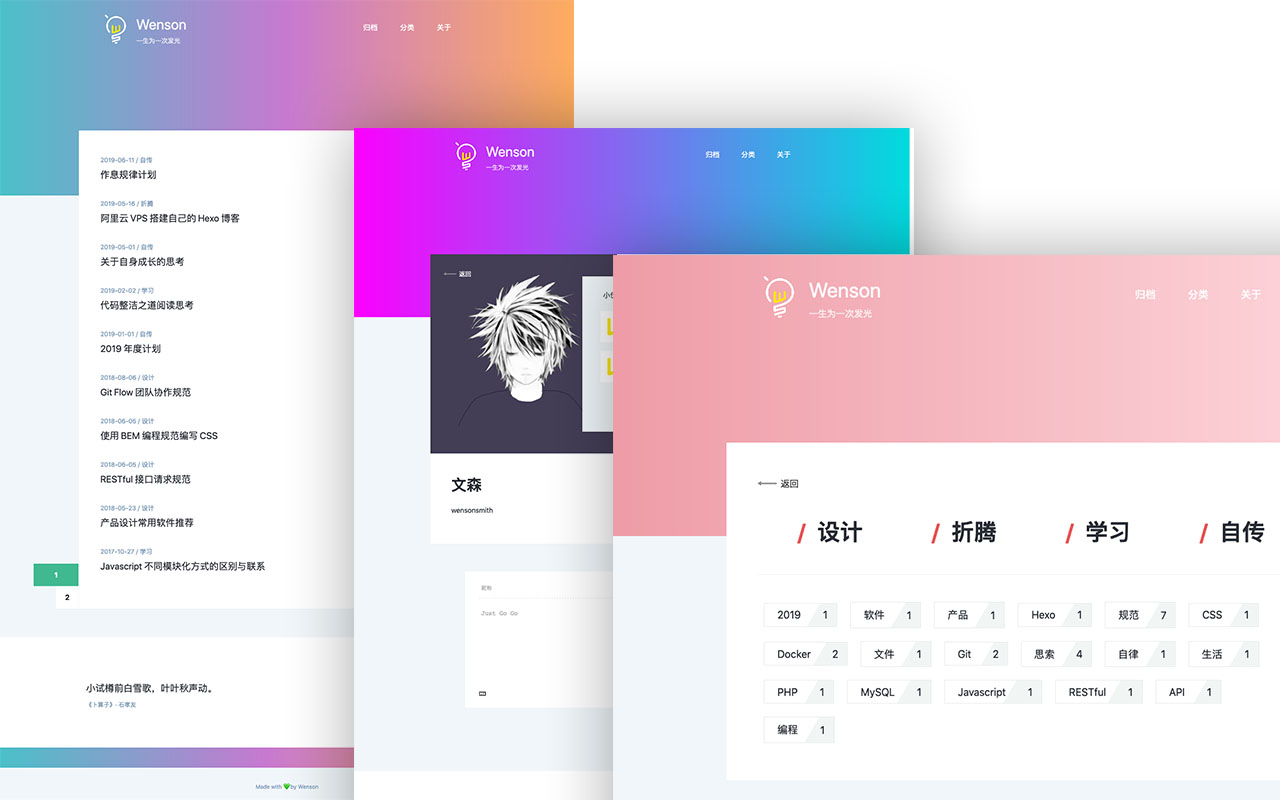 Wenson
一生为一次发光
归档 分类 关于
2019-06-11 / 自传
作息规律计划
2019-05-16 / 折腾
阿里云 VPS 搭建自己的 Hexo 博客
2019-05-01 / 自传
关于自身成长的思考
2019-02-02 / 学习
代码整洁之道阅读思考
2019-01-01 / 自传
2019 年度计划
2018-08-06 / 设计
Git Flow 团队协作规范
2018-06-05 / 设计
使用 BEM 编程规范编写 CSS
2018-06-05 / 设计
RESTful 接口请求规范
2018-05-23 / 设计
产品设计常用软件推荐
2017-10-27 / 学习
Javascript 不同模块化方式的区别与联系
1
2
小试樽前白雪歌，叶叶秋声动。
《卜算子》 - 石孝友
Made with 💚by Wenson
Wenson
一生为一次发光
归档 分类 关于
返回
文森
wensonsmith
昵称
Just Go Go
Wenson
一生为一次发光
归档 分类 关于
返回
/ 设计 / 折腾 / 学习 / 自传
2019 1 软件 1 产品 1 Hexo 1 规范 7 CSS 1
Docker 2 文件 1 Git 2 思索 4 自律 1 生活 1
PHP 1 MySQL 1 Javascript 1 RESTful 1 API 1
编程 1